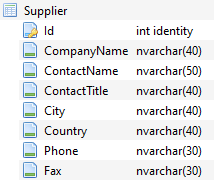 Supplier
Id int identity
CompanyName nvarchar(40)
ContactName nvarchar(50)
ContactTitle nvarchar(40)
City nvarchar(40)
Country nvarchar(40)
Phone nvarchar(30)
Fax nvarchar(30)